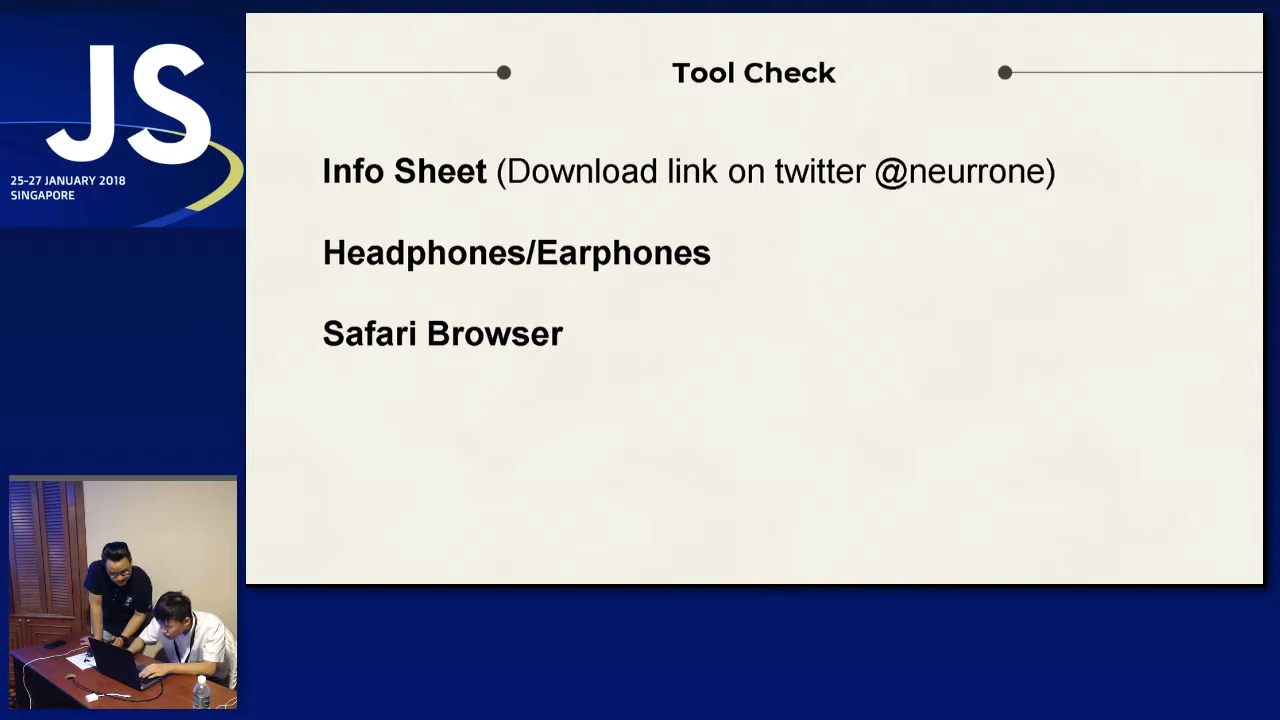 JS
25-27 JANUARY 2018
SINGAPORE
Tool Check
Info Sheet (Download link on twitter @neurrone)
Headphones/Earphones
Safari Browser